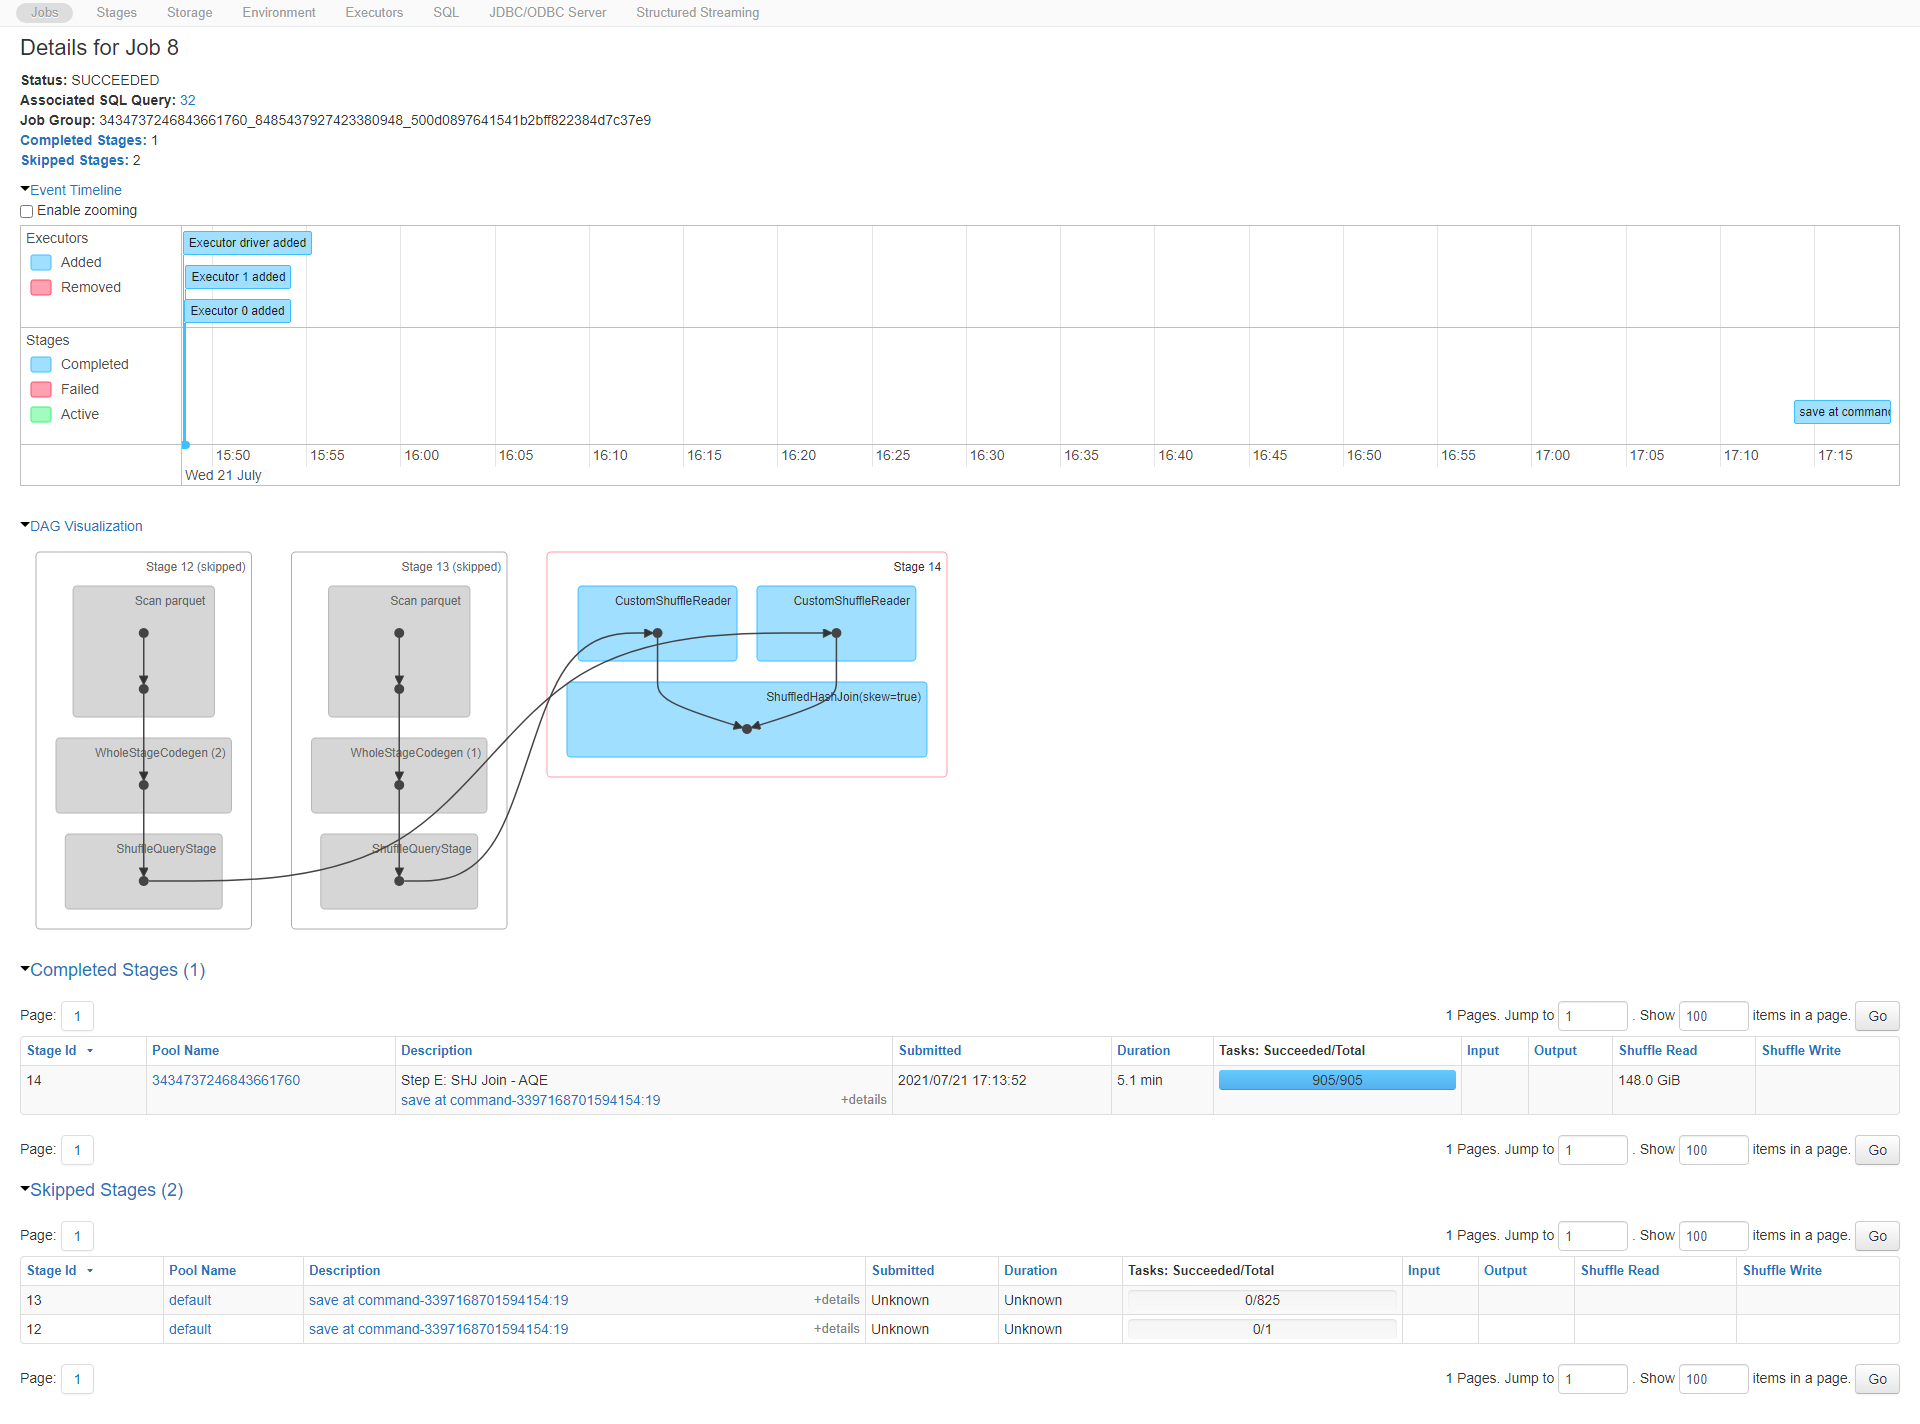 Jobs Stages Storage Environment Executors SQL JDBC/ODBC Server Structured Streaming
Details for Job 8
Status: SUCCEEDED
Associated SQL Query: 32
Job Group: 3434737246843661760_8485437927423380948_500d0897641541b2bff822384d7c37e9
Completed Stages: 1
Skipped Stages: 2
Event Timeline
Enable zooming
Executors
Added
Removed
Executor driver added
Executor 1 added
Executor 0 added
Stages
Completed
Failed
Active
save at comman
15:50 15:55 16:00 16:05 16:10 16:15 16:20 16:25 16:30 16:35 16:40 16:45 16:50 16:55 17:00 17:05 17:10 17:15
Wed 21 July
DAG Visualization
Stage 12 (skipped)
Scan parquet
WholeStageCodegen (2)
ShuffleQueryStage
Stage 13 (skipped)
Scan parquet
WholeStageCodegen (1)
ShuffleQueryStage
Stage 14
CustomShuffleReader
CustomShuffleReader
ShuffledHashJoin(skew=true)
Completed Stages (1)
Page: 1 1 Pages. Jump to 1 . Show 100 items in a page. Go
Stage Id Pool Name Description Submitted Duration Tasks: Succeeded/Total Input Output Shuffle Read Shuffle Write
14 3434737246843661760 Step E: SHJ Join - AQE 2021/07/21 17:13:52 5.1 min 905/905 148.0 GiB
save at command-3397168701594154:19 +details
Page: 1 1 Pages. Jump to 1 . Show 100 items in a page. Go
Skipped Stages (2)
Page: 1 1 Pages. Jump to 1 . Show 100 items in a page. Go
Stage Id Pool Name Description Submitted Duration Tasks: Succeeded/Total Input Output Shuffle Read Shuffle Write
13 default save at command-3397168701594154:19 +details Unknown Unknown 0/825
12 default save at command-3397168701594154:19 +details Unknown Unknown 0/1
Page: 1 1 Pages. Jump to 1 . Show 100 items in a page. Go